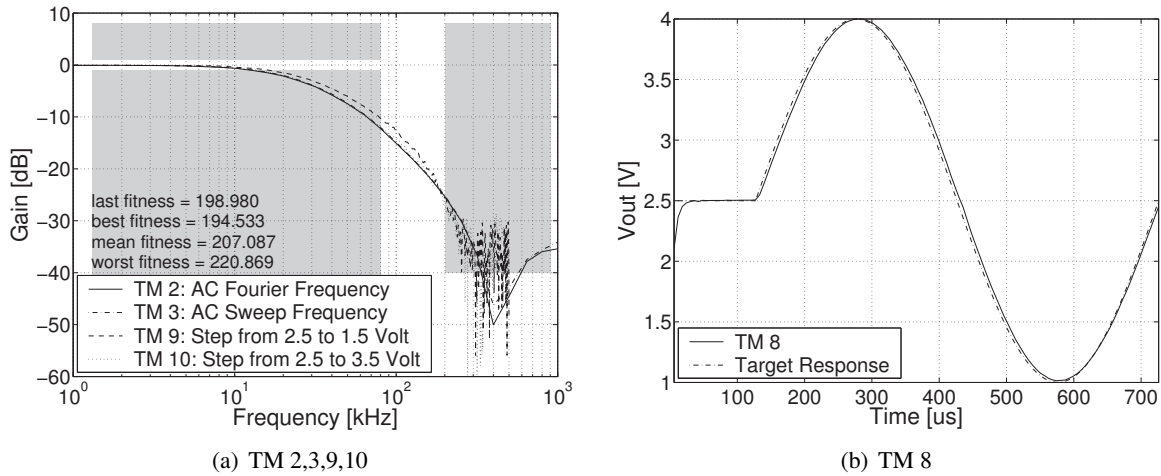 10
0
−10
−20
−30
−40
−50
−60
Gain [dB]
last fitness = 198.980
best fitness = 194.533
mean fitness = 207.087
worst fitness = 220.869
TM 2: AC Fourier Frequency
TM 3: AC Sweep Frequency
TM 9: Step from 2.5 to 1.5 Volt
TM 10: Step from 2.5 to 3.5 Volt
10^0 10^1 10^2 10^3
Frequency [kHz]
(a) TM 2,3,9,10
4
3.5
3
2.5
2
1.5
1
Vout [V]
TM 8
Target Response
100 200 300 400 500 600 700
Time [us]
(b) TM 8